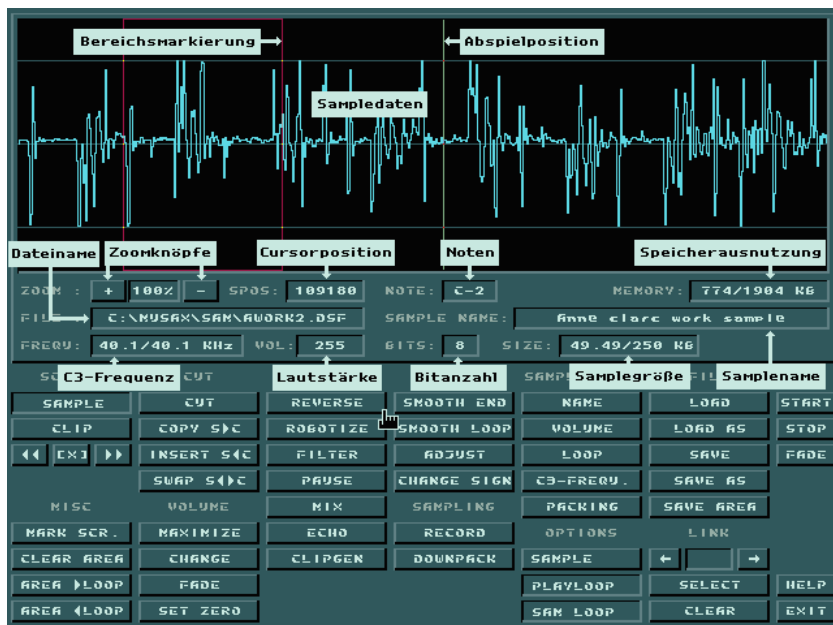 Bereichsmarkierung Abspielposition
Sampledaten
Dateiname Zoomknöpfe Cursorposition Noten Speicherausnutzung
ZOOM : + 100% - SPOS: 109180 NOTE: C-2 MEMORY: 774/1904 KB
FILE : C:\MUSAX\SAM\AWORK2.DSF SAMPLE NAME: Anne clarc work sample
FREQU: 40.1/40.1 KHz VOL: 255 BITS: 8 SIZE: 49.49/250 KB
C3-Frequenz CUT Lautstärke Bitanzahl Samplegröße Samplename
SAMPLE CUT REVERSE SMOOTH END NAME LOAD START
CLIP COPY S>C ROBOTIZE SMOOTH LOOP VOLUME LOAD AS STOP
◀◀ [X] ▶▶ INSERT S<C FILTER ADJUST LOOP SAVE FADE
SWAP S◀▶C PAUSE CHANGE SIGN C3-FREQU. SAVE AS
MISC VOLUME MIX SAMPLING PACKING SAVE AREA
MARK SCR. MAXIMIZE ECHO RECORD OPTIONS LINK
CLEAR AREA CHANGE CLIPGEN DOWNPACK SAMPLE ← →
AREA ▶LOOP FADE PLAYLOOP SELECT HELP
AREA ◀LOOP SET ZERO SAM LOOP CLEAR EXIT